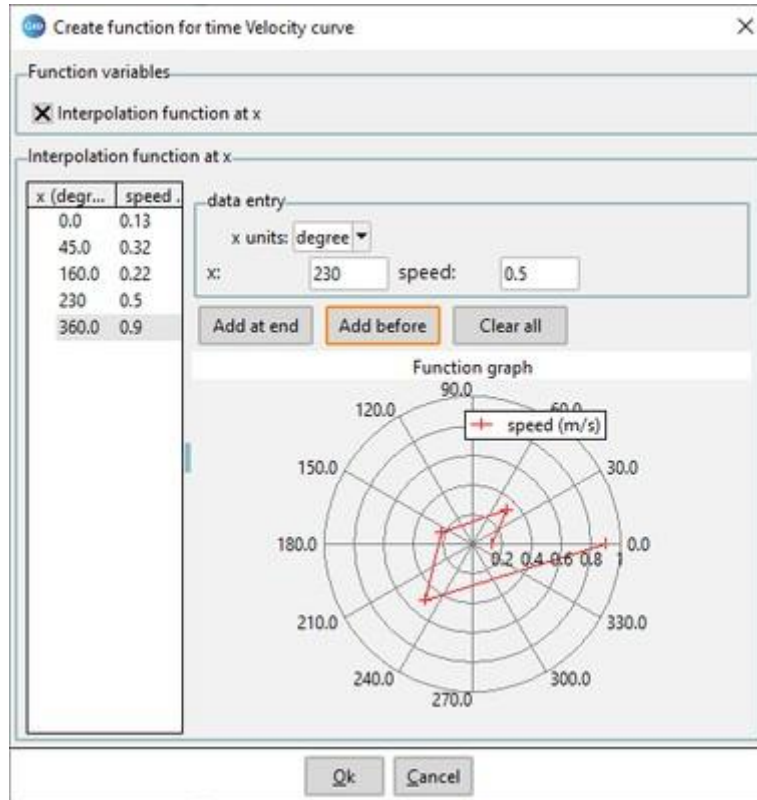 GiD Create function for time Velocity curve
Function variables
Interpolation function at x
Interpolation function at x
x (degr... speed .
0.0 0.13
45.0 0.32
160.0 0.22
230 0.5
360.0 0.9
data entry
x units: degree
x: 230 speed: 0.5
Add at end Add before Clear all
Function graph
90.0
120.0 60.0
speed (m/s)
150.0 30.0
180.0 0.2 0.4 0.6 0.8 1 0.0
210.0 330.0
240.0 300.0
270.0
Ok Cancel